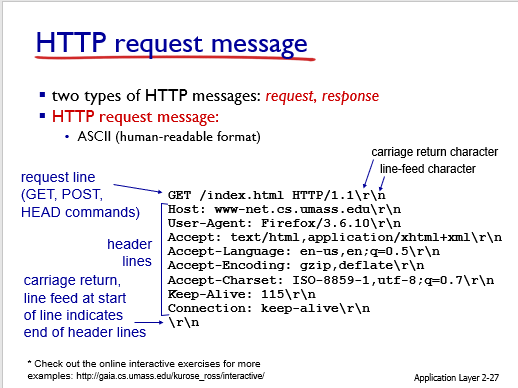 HTTP request message
▪ two types of HTTP messages: request, response
▪ HTTP request message:
• ASCII (human-readable format)
carriage return character
line-feed character
request line
(GET, POST,
HEAD commands)
GET /index.html HTTP/1.1\r\n
Host: www-net.cs.umass.edu\r\n
User-Agent: Firefox/3.6.10\r\n
Accept: text/html,application/xhtml+xml\r\n
Accept-Language: en-us,en;q=0.5\r\n
Accept-Encoding: gzip,deflate\r\n
Accept-Charset: ISO-8859-1,utf-8;q=0.7\r\n
Keep-Alive: 115\r\n
Connection: keep-alive\r\n
\r\n
header
lines
carriage return,
line feed at start
of line indicates
end of header lines
* Check out the online interactive exercises for more
examples: http://gaia.cs.umass.edu/kurose_ross/interactive/
Application Layer 2-27